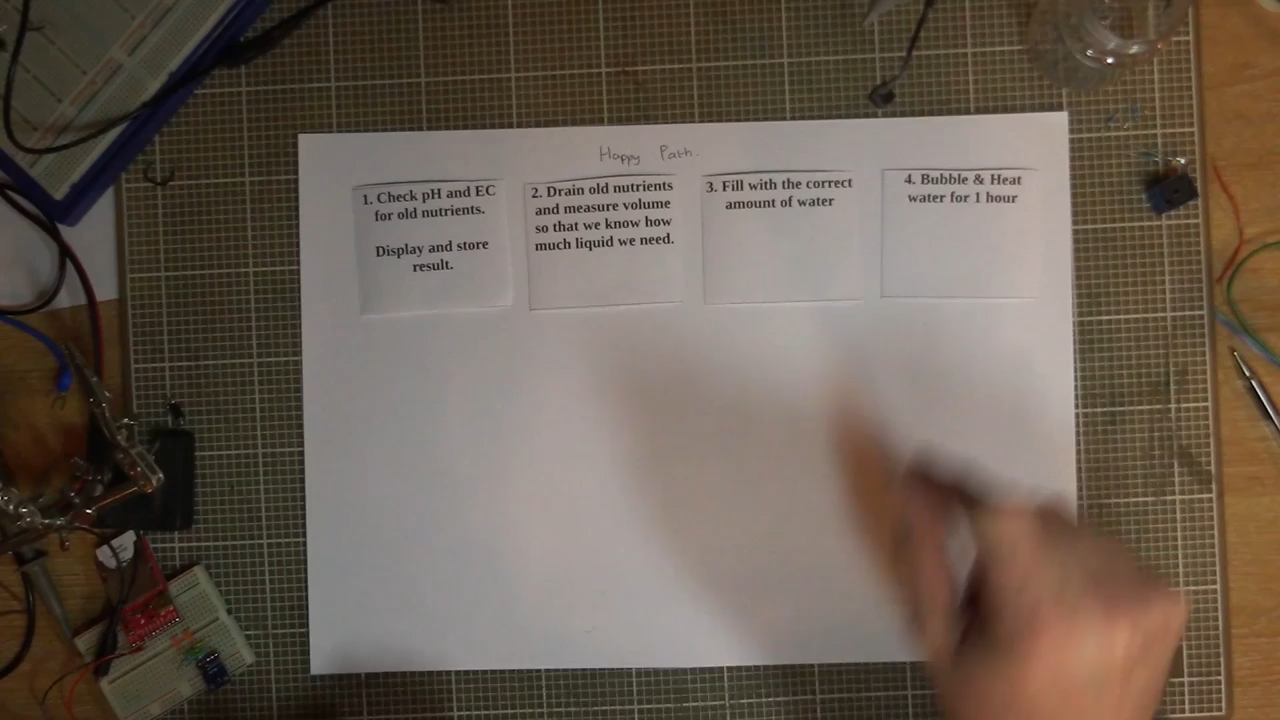 Happy Path.
1. Check pH and EC
for old nutrients.
Display and store
result.
2. Drain old nutrients
and measure volume
so that we know how
much liquid we need.
3. Fill with the correct
amount of water
4. Bubble & Heat
water for 1 hour